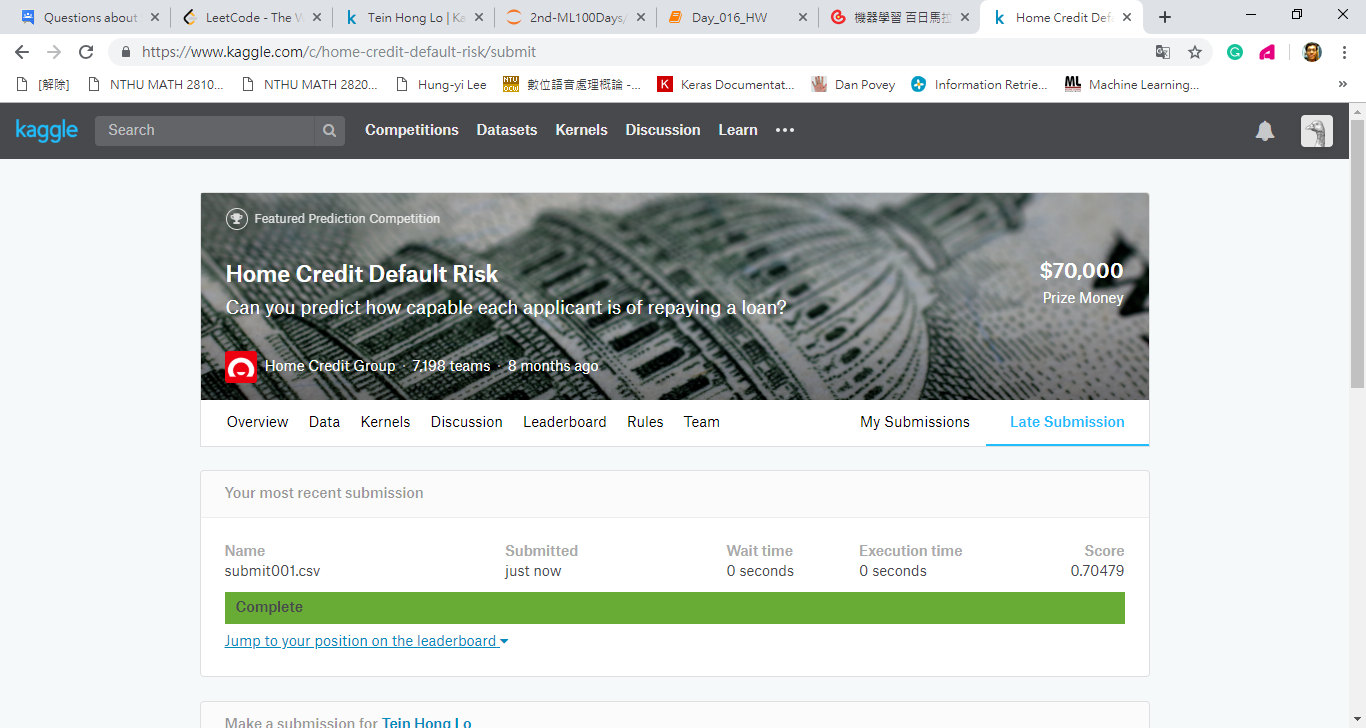 Questions about
LeetCode - The W
Tein Hong Lo | Ka
2nd-ML100Days/
Day_016_HW
機器學習 百日馬拉
Home Credit Def
https://www.kaggle.com/c/home-credit-default-risk/submit
[解除]
NTHU MATH 2810...
NTHU MATH 2820...
Hung-yi Lee
數位語音處理概論 -...
Keras Documentat...
Dan Povey
Information Retrie...
Machine Learning...
»
kaggle
Search
Competitions
Datasets
Kernels
Discussion
Learn
Featured Prediction Competition
Home Credit Default Risk
Can you predict how capable each applicant is of repaying a loan?
$70,000
Prize Money
Home Credit Group · 7,198 teams · 8 months ago
Overview
Data
Kernels
Discussion
Leaderboard
Rules
Team
My Submissions
Late Submission
Your most recent submission
Name Submitted Wait time Execution time Score
submit001.csv just now 0 seconds 0 seconds 0.70479
Complete
Jump to your position on the leaderboard
Make a submission for Tein Hong Lo